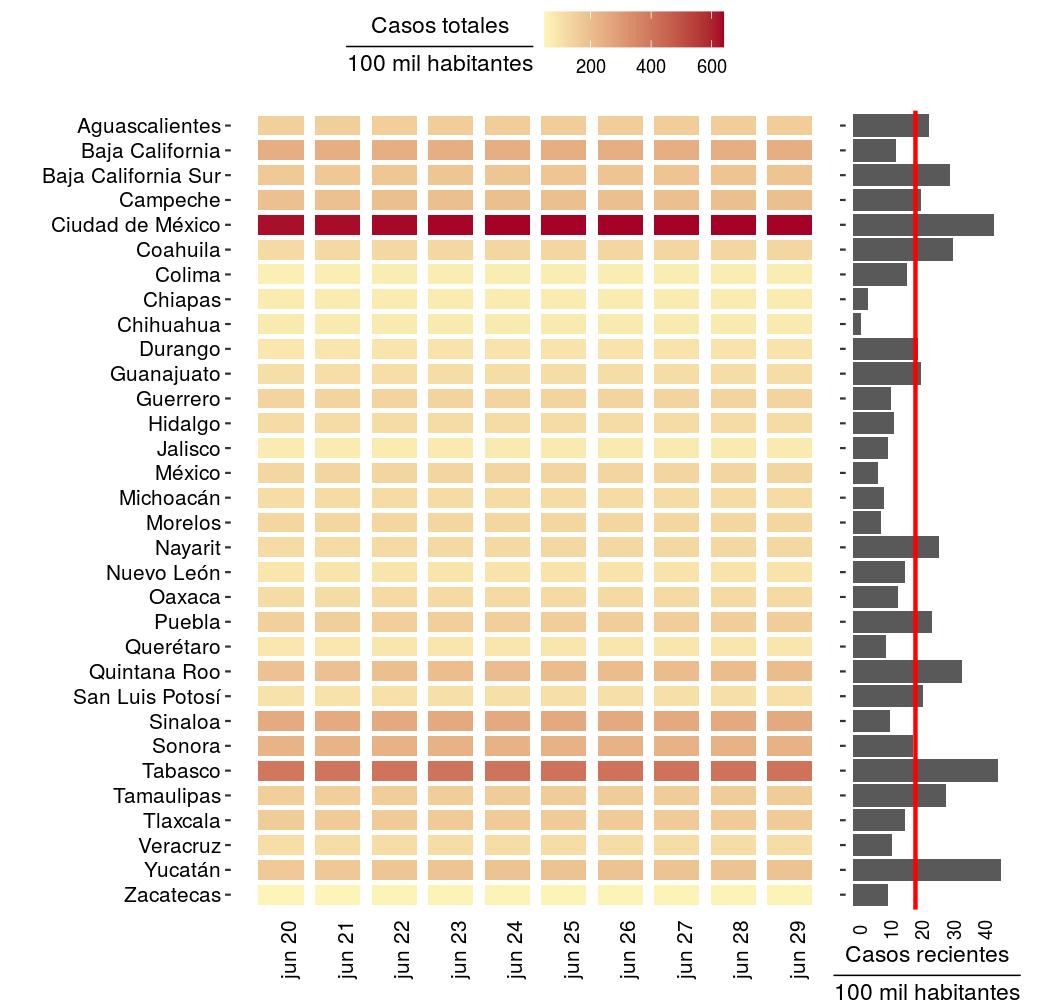 Casos totales
100 mil habitantes
200 400 600
Aguascalientes
Baja California
Baja California Sur
Campeche
Ciudad de México
Coahuila
Colima
Chiapas
Chihuahua
Durango
Guanajuato
Guerrero
Hidalgo
Jalisco
México
Michoacán
Morelos
Nayarit
Nuevo León
Oaxaca
Puebla
Querétaro
Quintana Roo
San Luis Potosí
Sinaloa
Sonora
Tabasco
Tamaulipas
Tlaxcala
Veracruz
Yucatán
Zacatecas
jun 20
jun 21
jun 22
jun 23
jun 24
jun 25
jun 26
jun 27
jun 28
jun 29
0
10
20
30
40
Casos recientes
100 mil habitantes